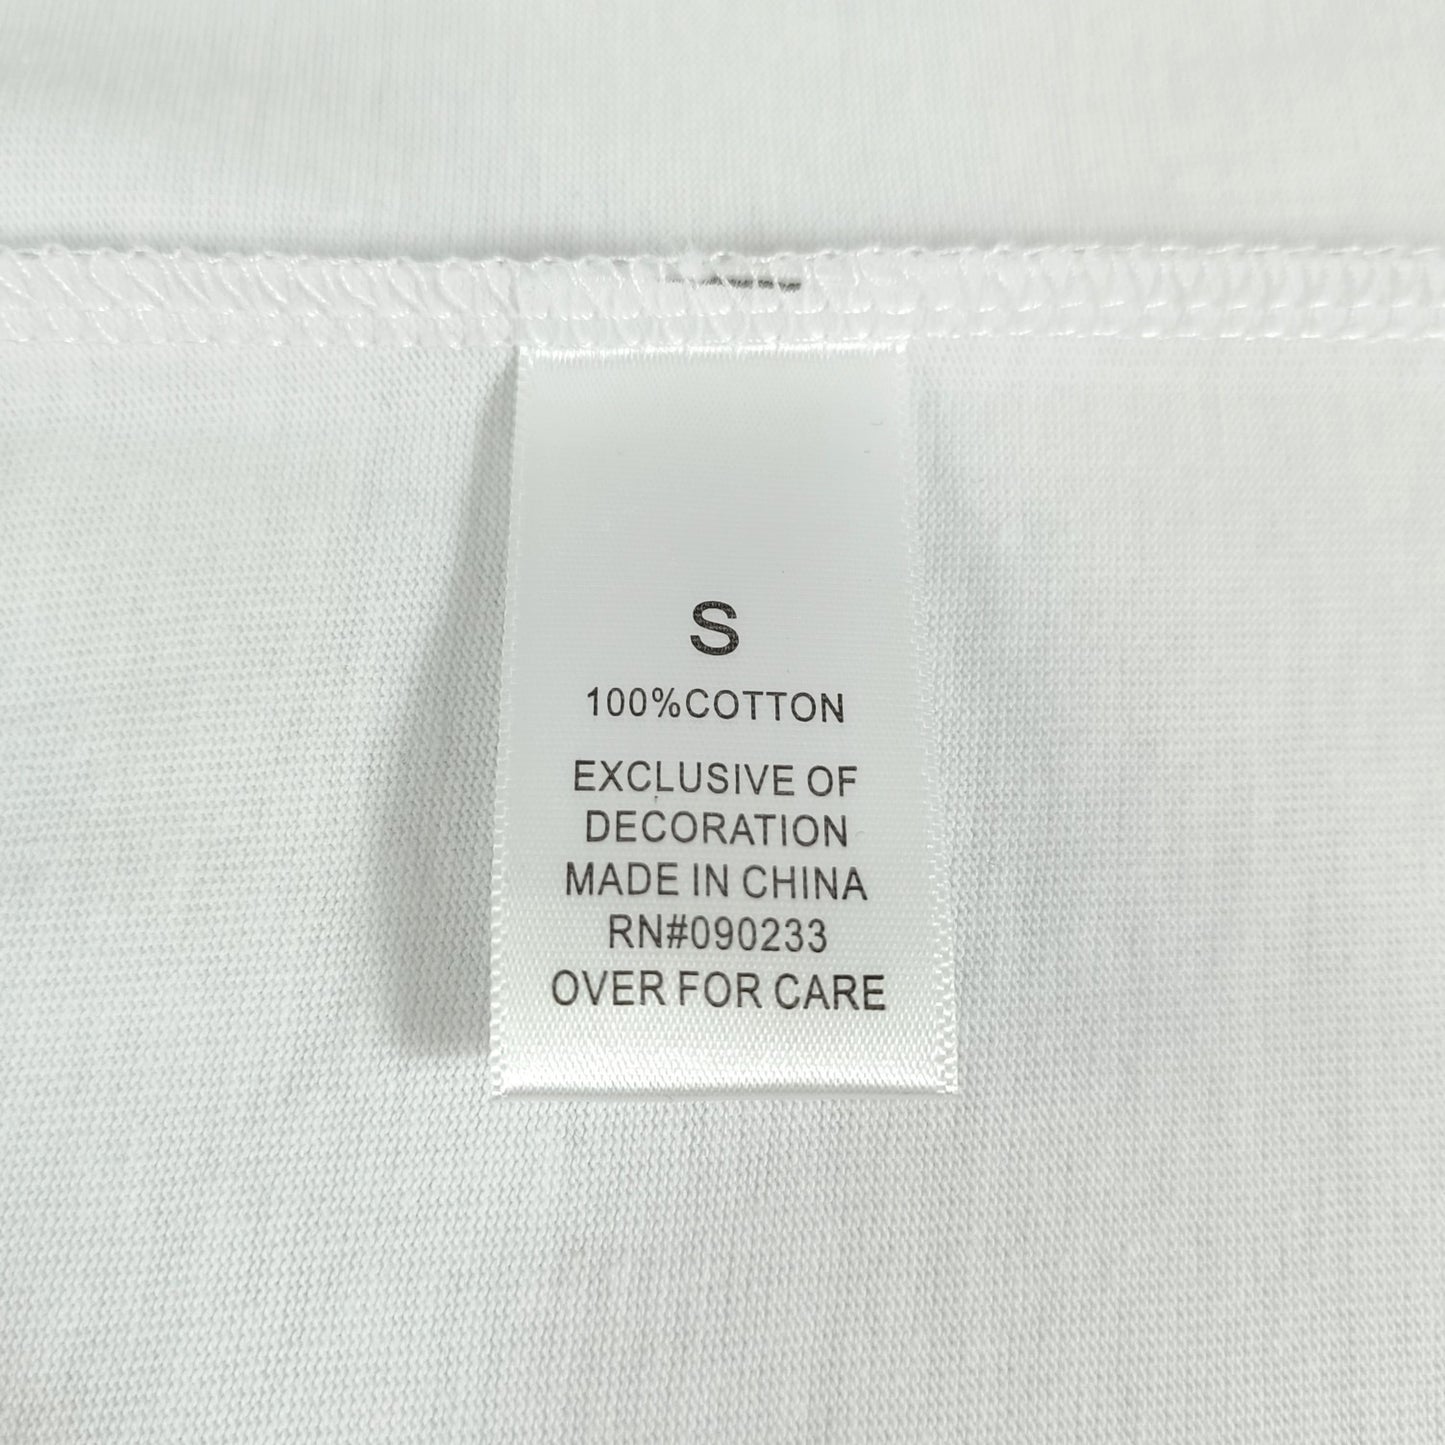 S
100%COTTON
EXCLUSIVE OF
DECORATION
MADE IN CHINA
RN#090233
OVER FOR CARE